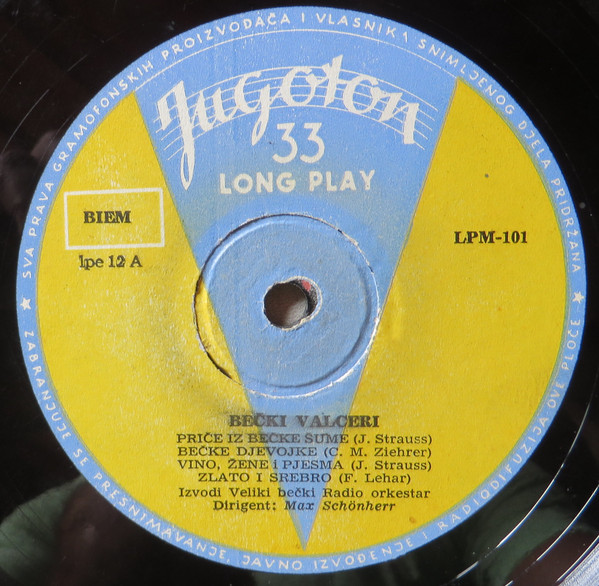 SVA PRAVA GRAMOFONSKIH PROIZVOĐAČA I VLASNIKA SNIMLJENOG DJELA PRIDRŽANA ★
ZABRANJUJE SE PRESNIMAVANJE, JAVNO IZVOĐENJE I RADIODIFUZIJA OVE PLOČE ★
Jugoton
33
LONG PLAY
BIEM
lpe 12 A
LPM-101
BEČKI VALCERI
PRIČE IZ BEČKE ŠUME (J. Strauss)
BEČKE DJEVOJKE (C. M. Ziehrer)
VINO, ŽENE i PJESMA (J. Strauss)
ZLATO I SREBRO (F. Lehar)
Izvodi Veliki bečki Radio orkestar
Dirigent: Max Schönherr